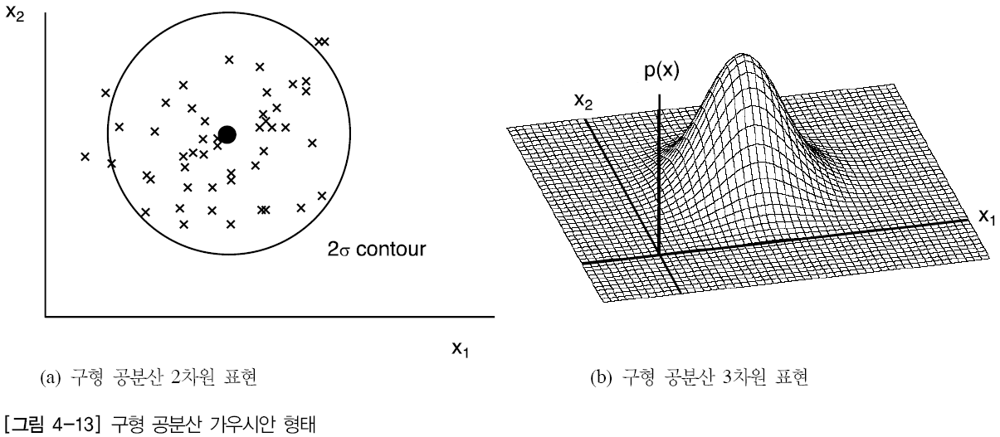 x2
2σ contour
x1
(a) 구형 공분산 2차원 표현
p(x)
x2
x1
(b) 구형 공분산 3차원 표현
[그림 4-13] 구형 공분산 가우시안 형태